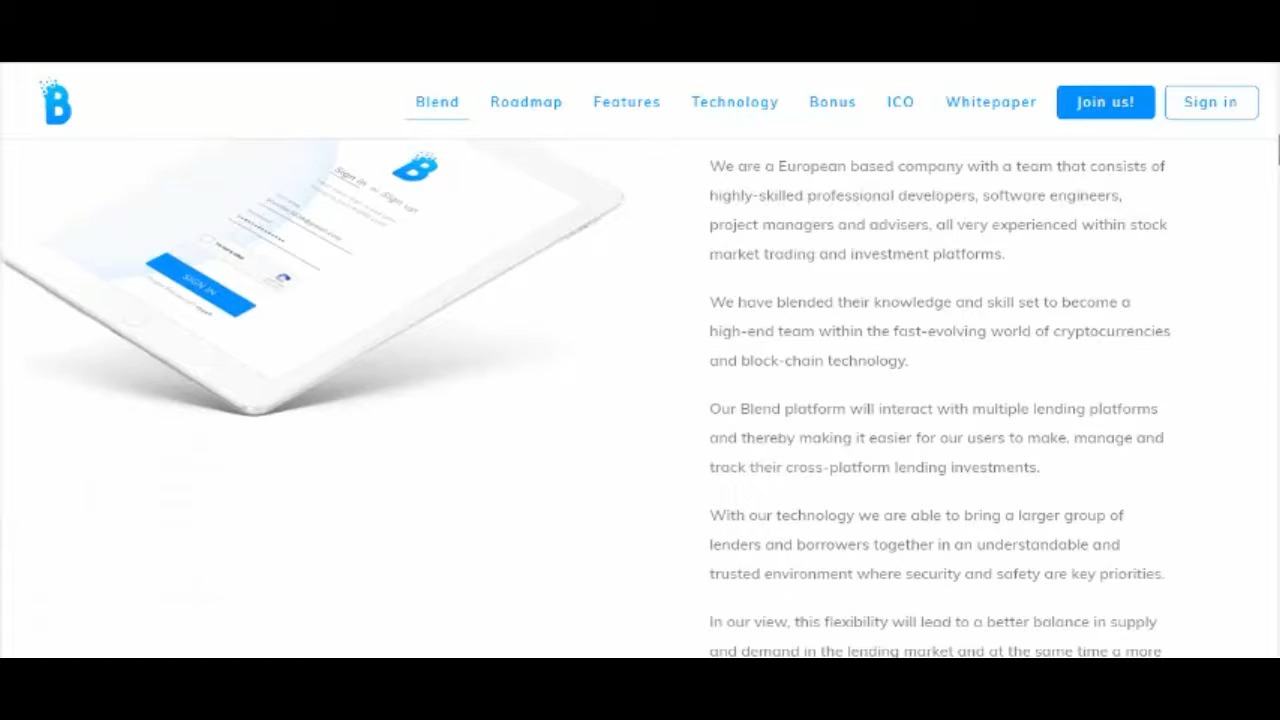 B
Blend Roadmap Features Technology Bonus ICO Whitepaper Join us! Sign in
B
Sign in or Sign up!
SIGN IN
We are a European based company with a team that consists of
highly-skilled professional developers, software engineers,
project managers and advisers, all very experienced within stock
market trading and investment platforms.
We have blended their knowledge and skill set to become a
high-end team within the fast-evolving world of cryptocurrencies
and block-chain technology.
Our Blend platform will interact with multiple lending platforms
and thereby making it easier for our users to make, manage and
track their cross-platform lending investments.
With our technology we are able to bring a larger group of
lenders and borrowers together in an understandable and
trusted environment where security and safety are key priorities.
In our view, this flexibility will lead to a better balance in supply
and demand in the lending market and at the same time a more